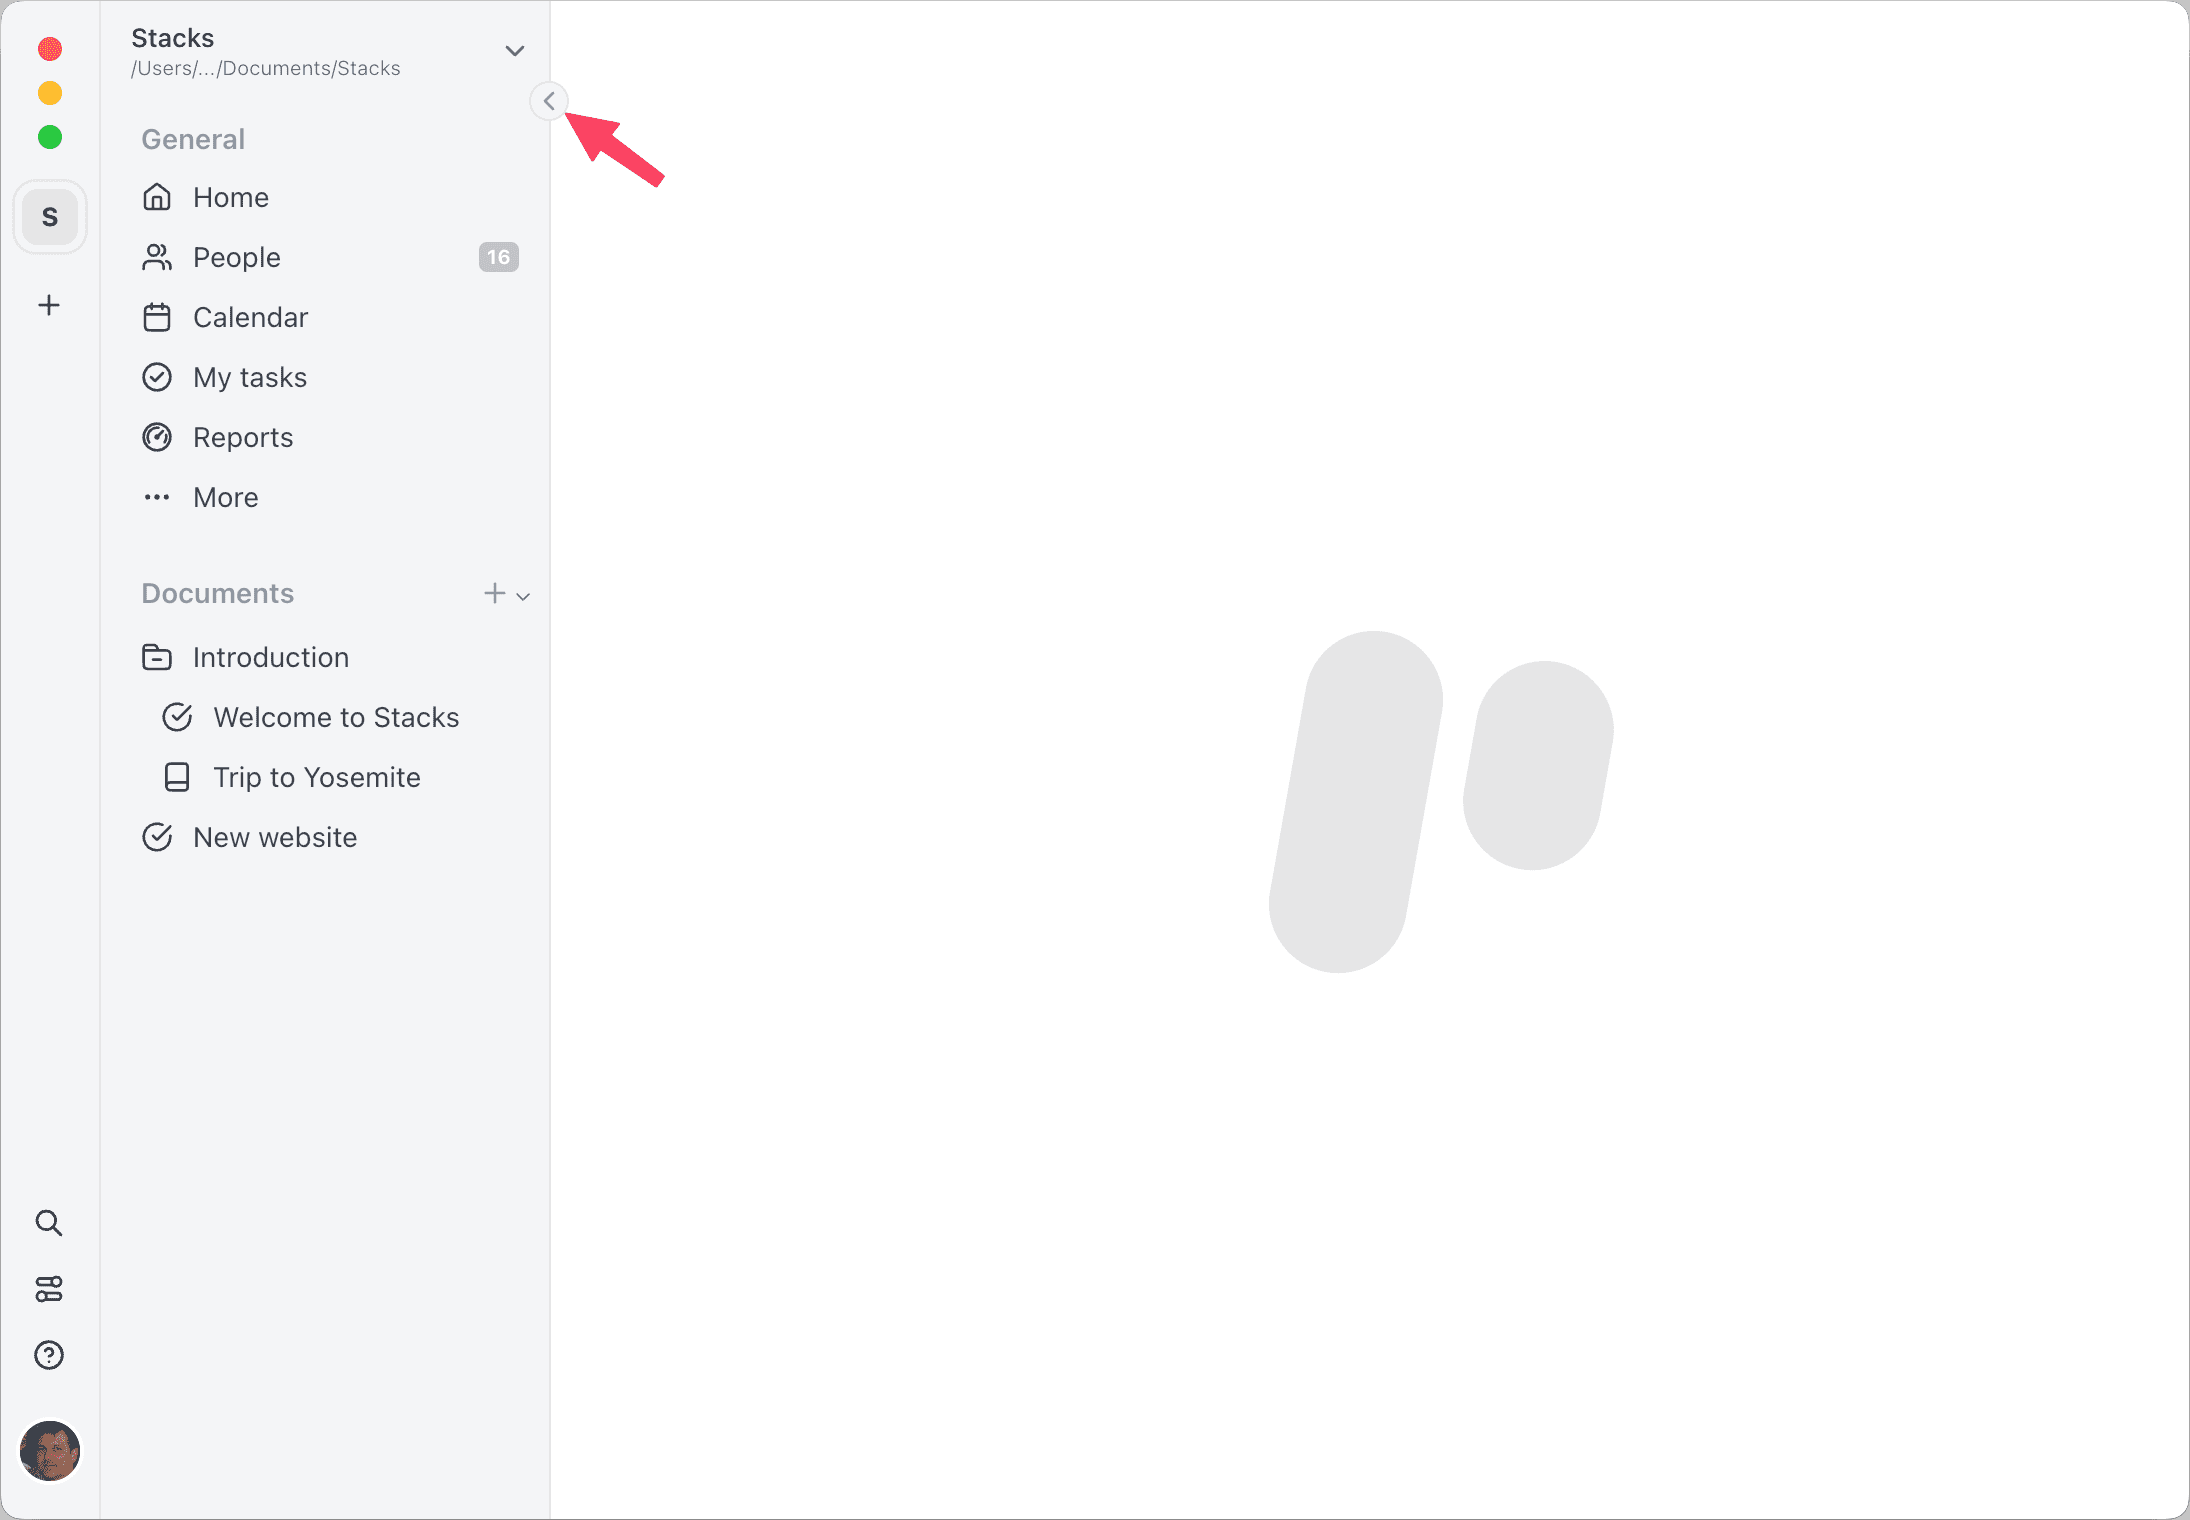 Stacks
/Users/.../Documents/Stacks
General
S
Home
People 16
Calendar
My tasks
Reports
More
Documents
Introduction
Welcome to Stacks
Trip to Yosemite
New website